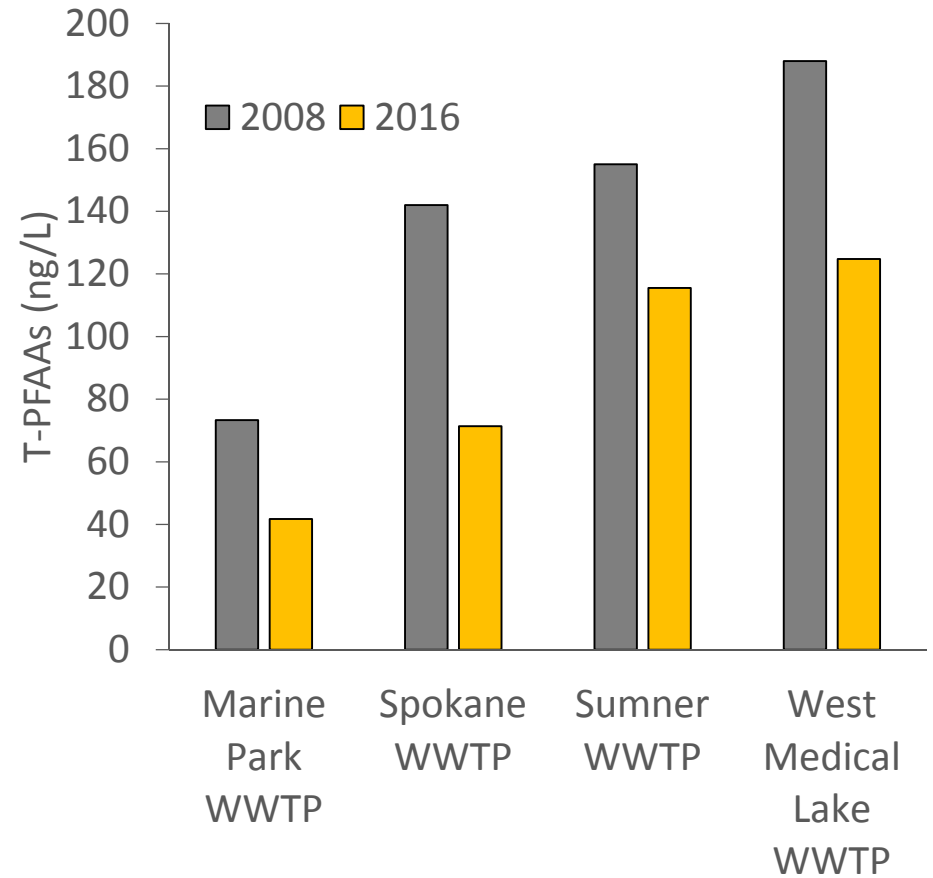 200
180
160
140
120
100
80
60
40
20
0
T-PFAAs (ng/L)
2008 2016
Marine
Park
WWTP
Spokane
WWTP
Sumner
WWTP
West
Medical
Lake
WWTP